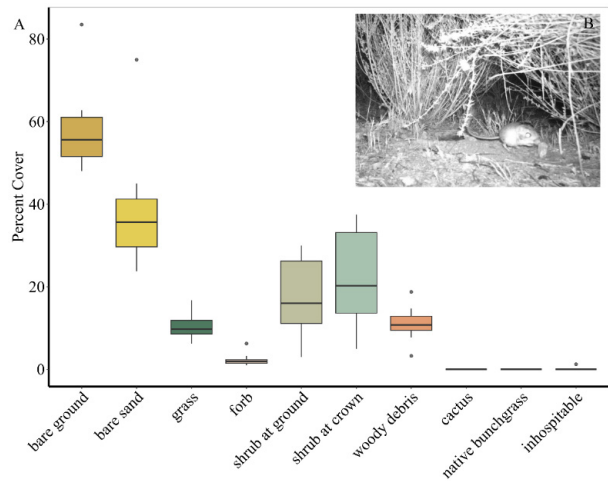 A
B
Percent Cover
80
60
40
20
0
bare ground
bare sand
grass
forb
shrub at ground
shrub at crown
woody debris
cactus
native bunchgrass
inhospitable